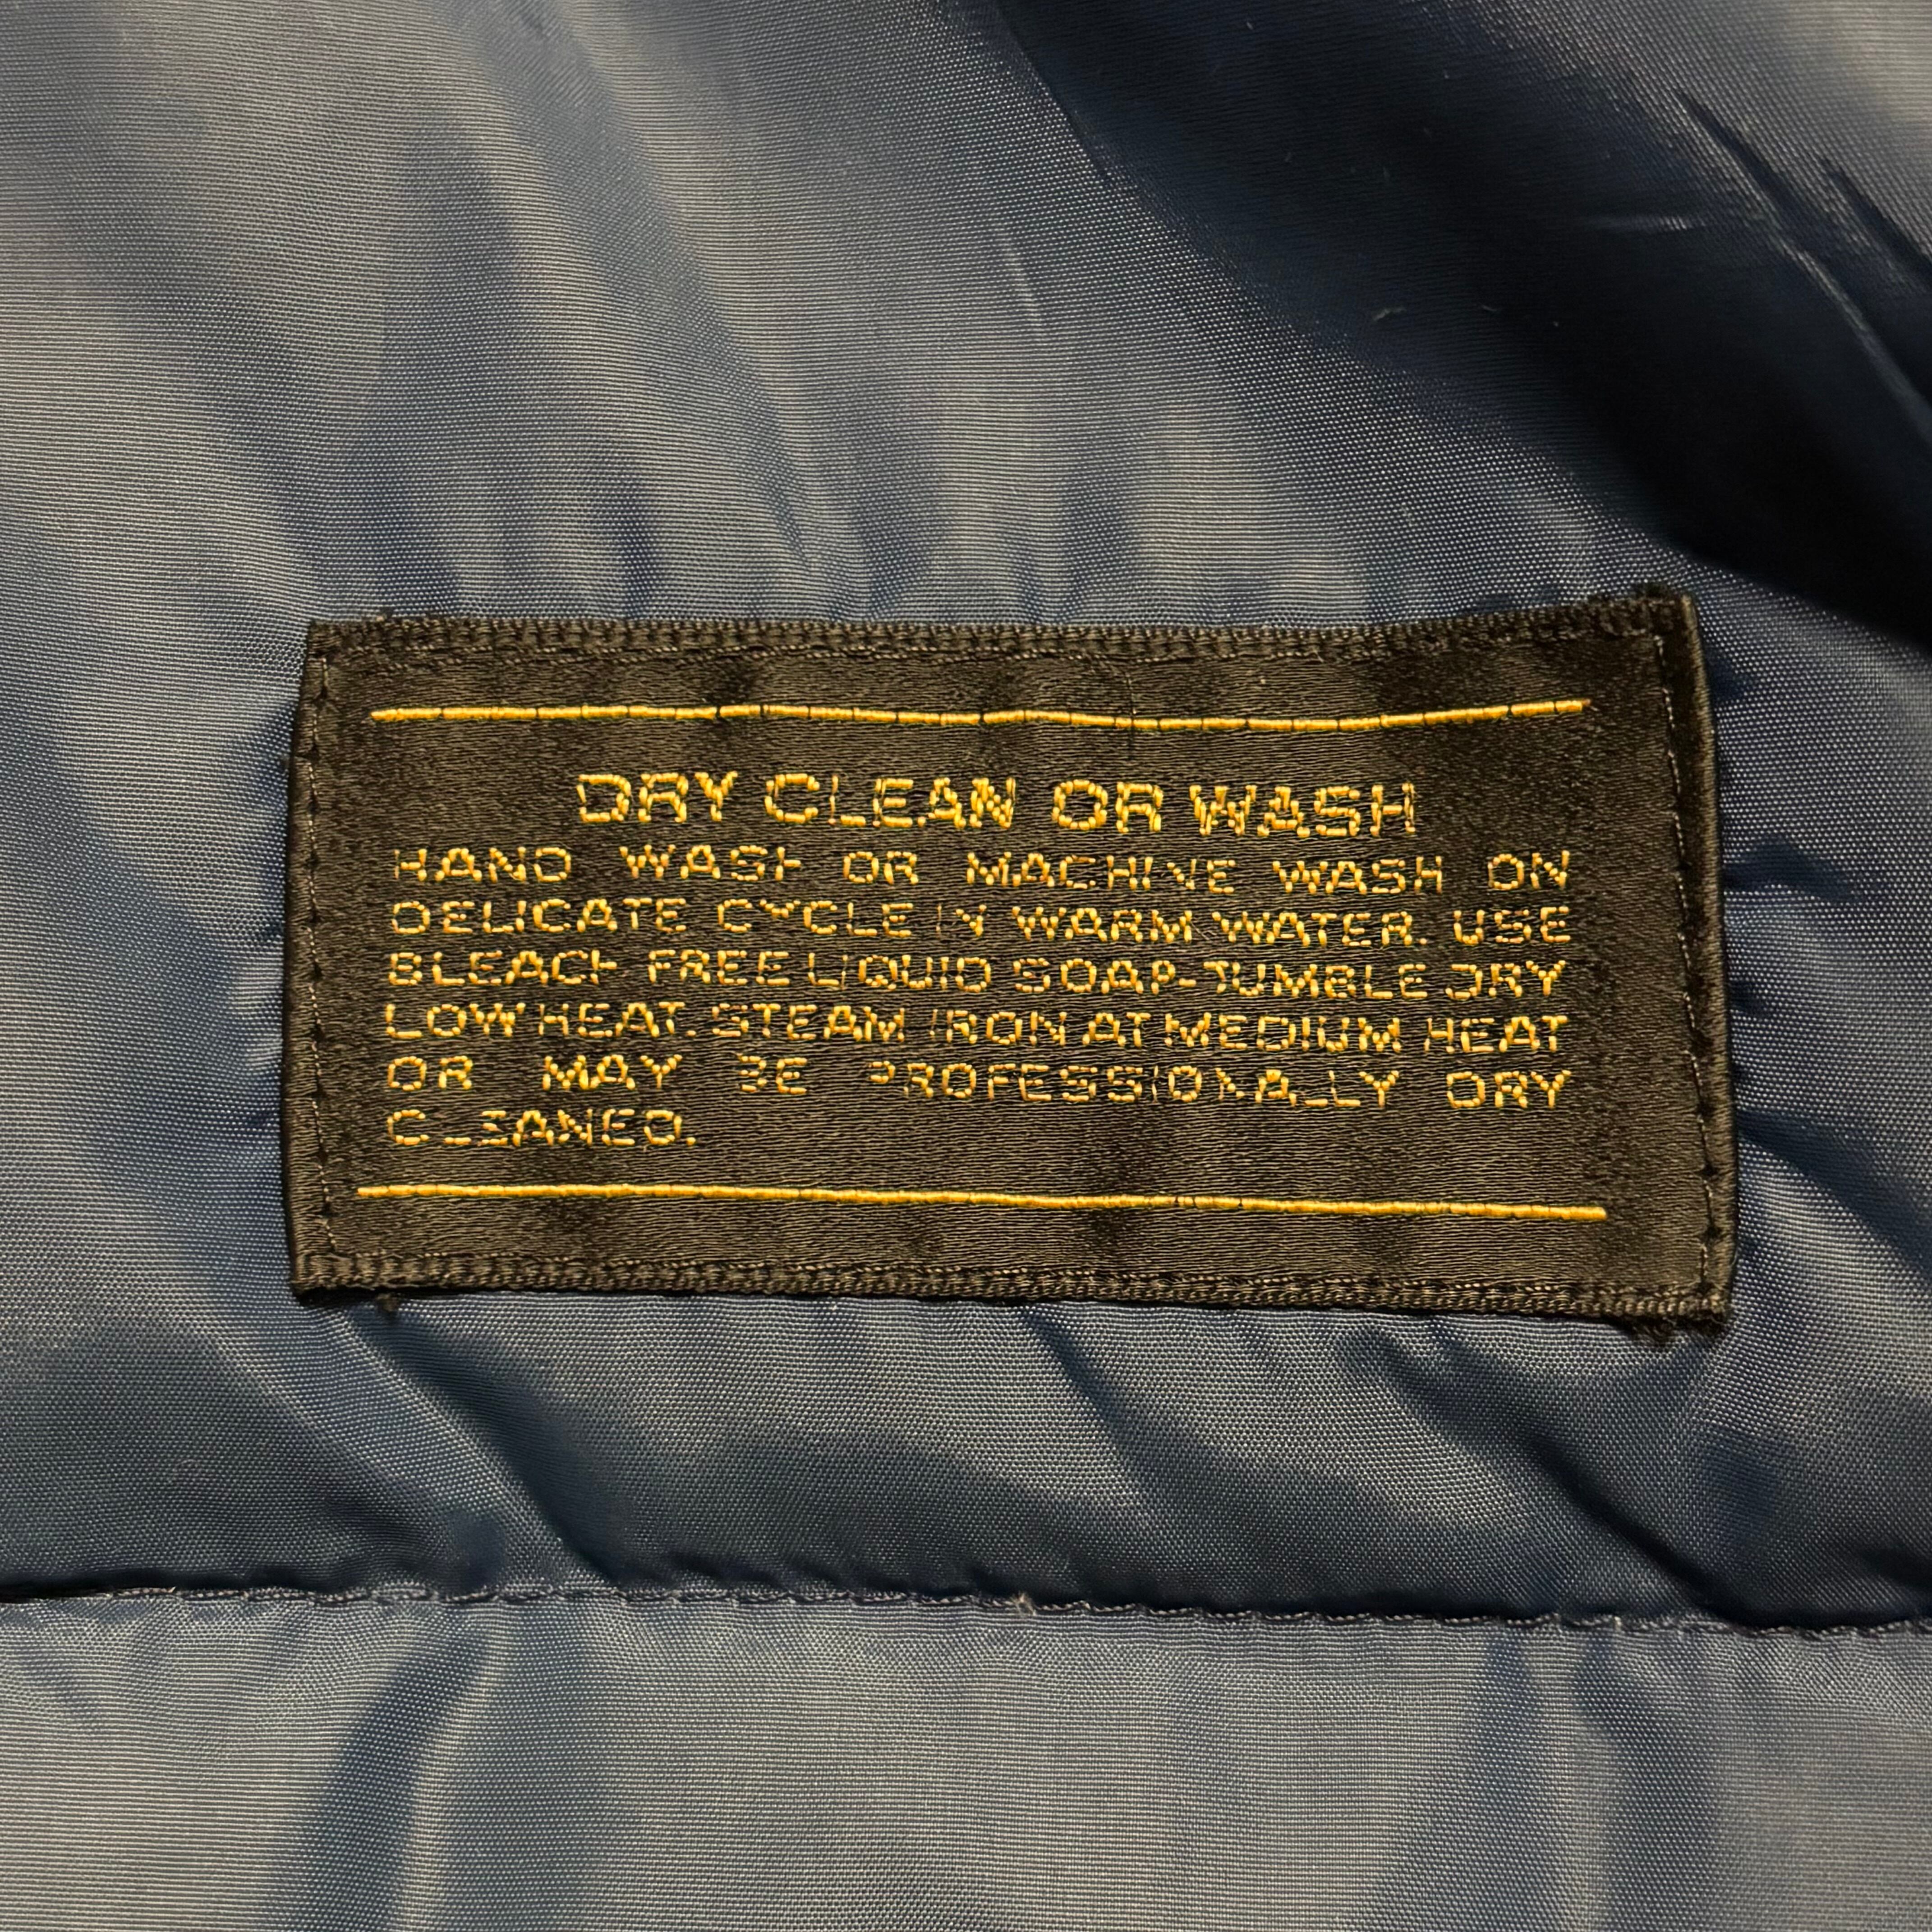 DRY CLEAN OR WASH
HAND WASH OR MACHINE WASH ON
DELICATE CYCLE IN WARM WATER. USE
BLEACH FREE LIQUID SOAP-TUMBLE DRY
LOW HEAT. STEAM IRON AT MEDIUM HEAT
OR MAY BE PROFESSIONALLY DRY
CLEANED.